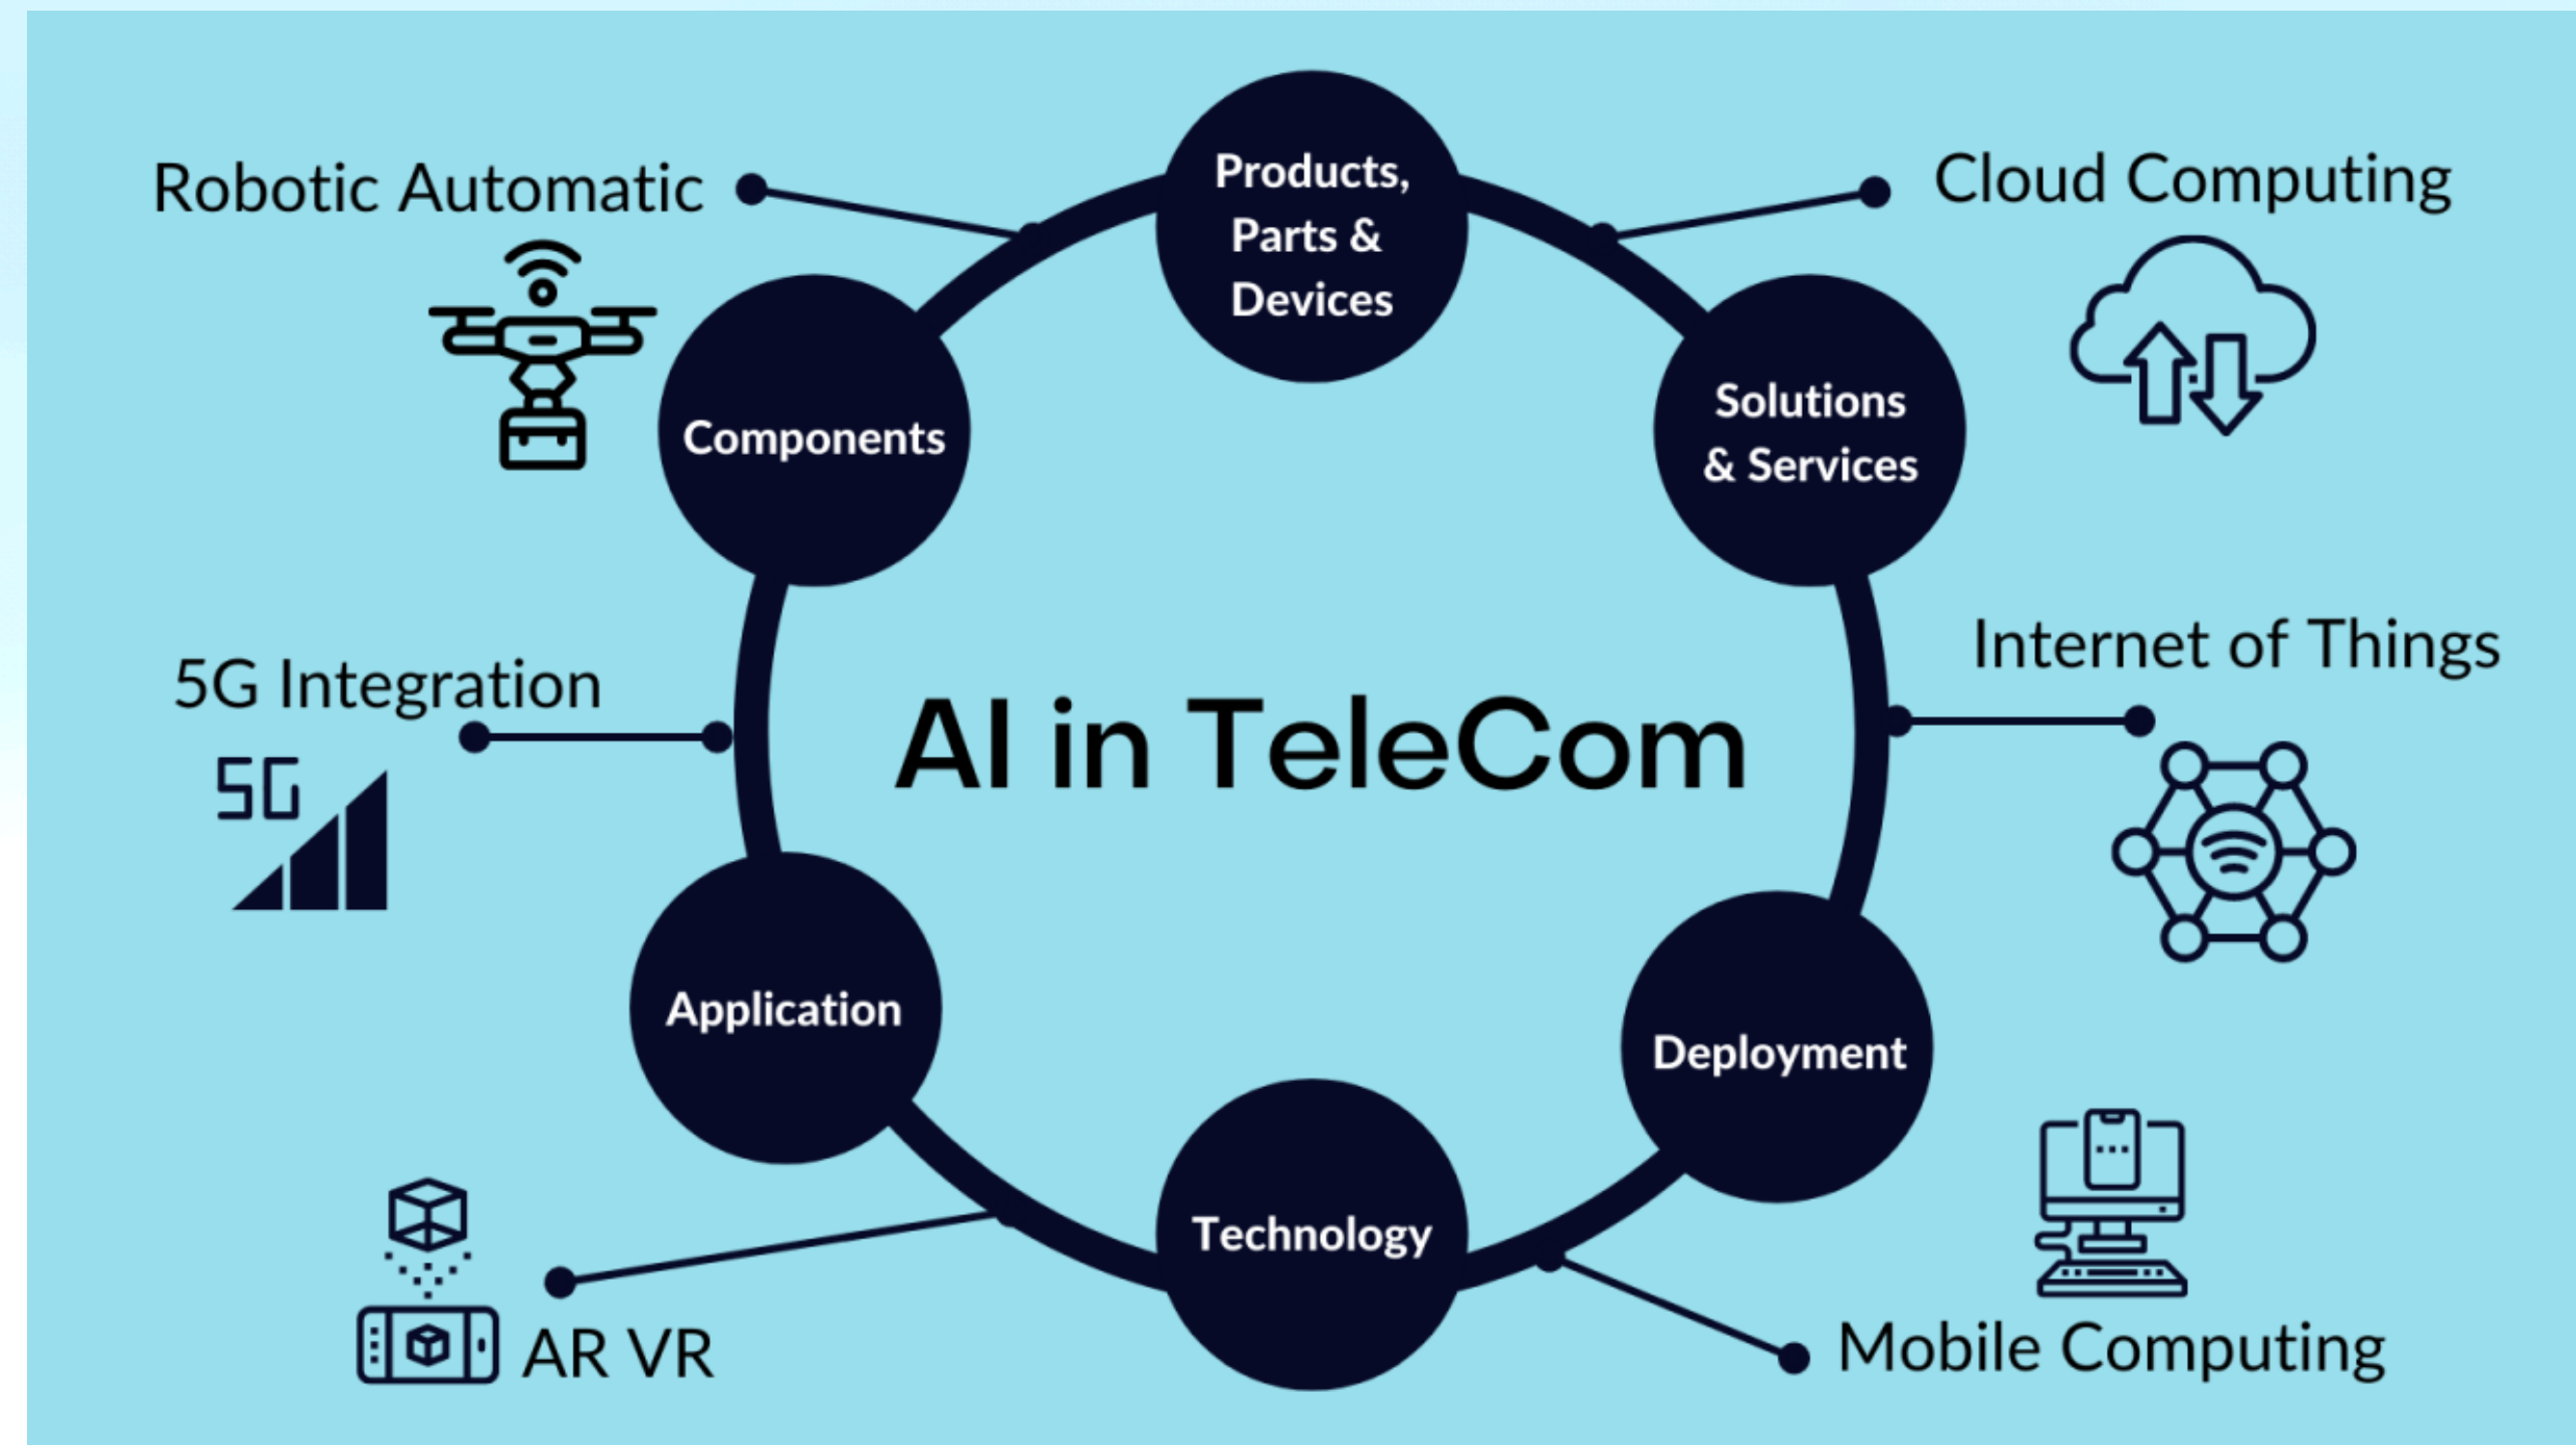 Robotic Automatic
Products,
Parts &
Devices
Cloud Computing
Components
Solutions
& Services
5G Integration
5G
AI in TeleCom
Internet of Things
Application
Deployment
Technology
AR VR
Mobile Computing